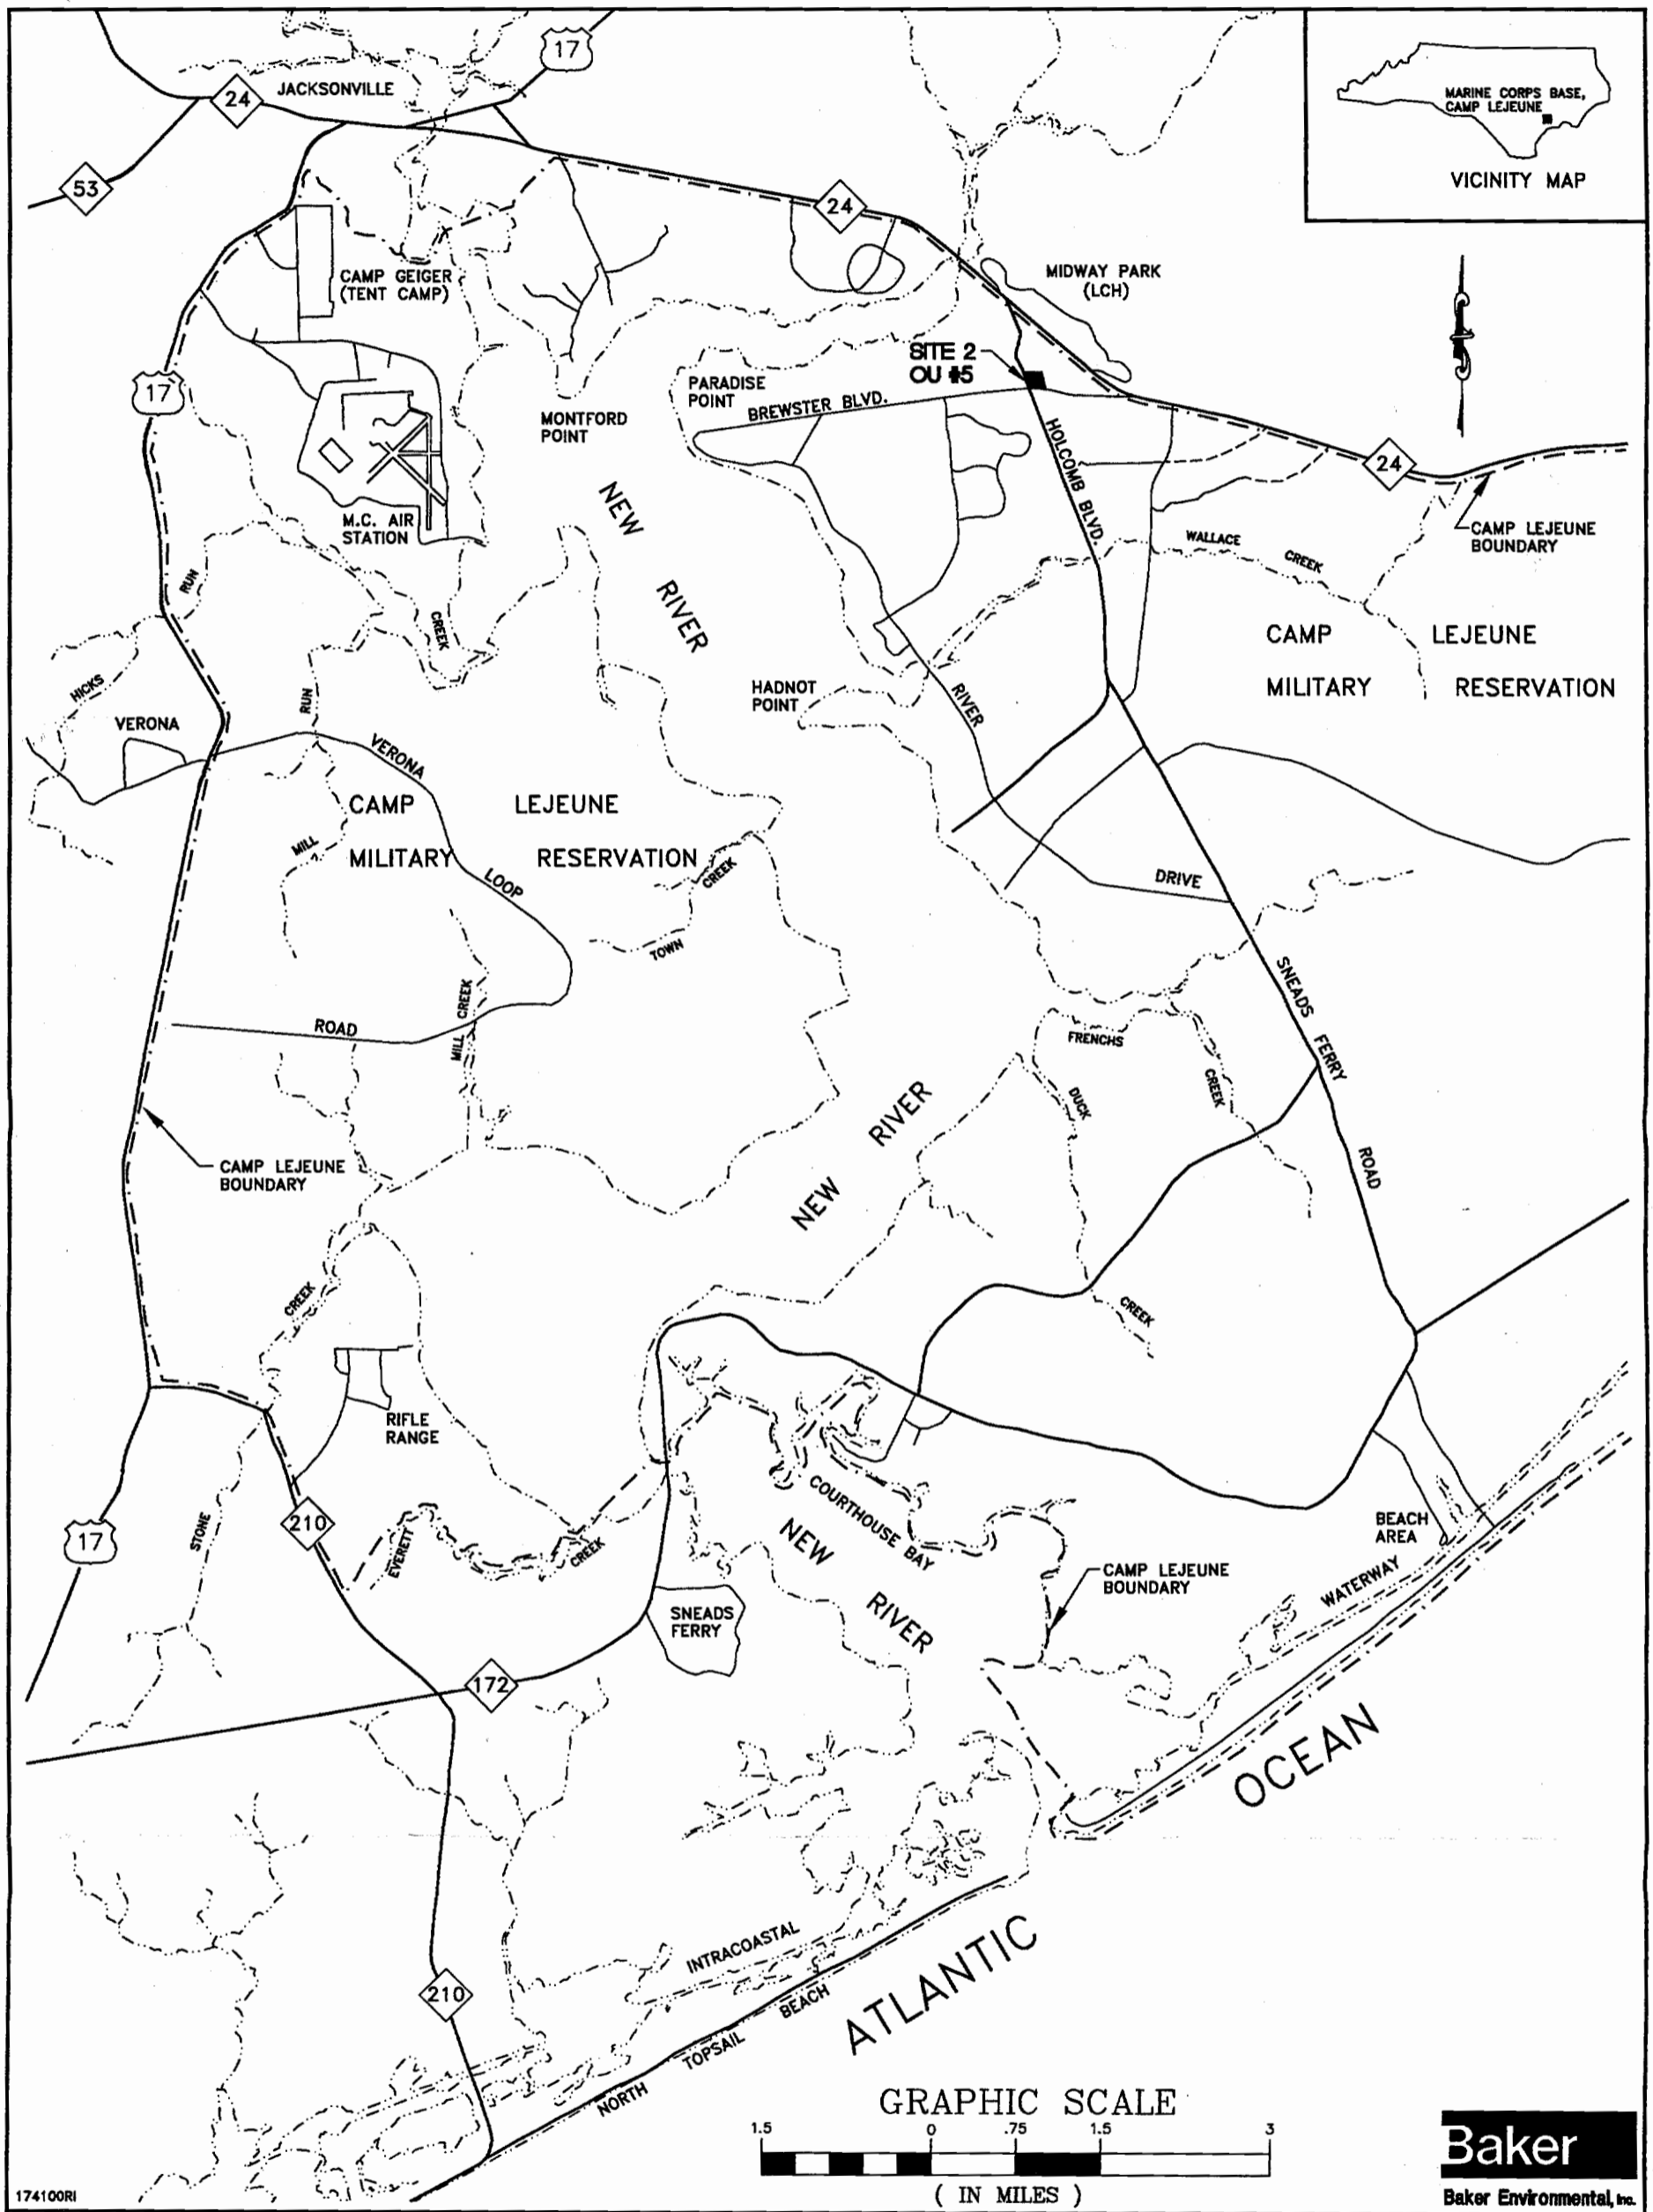 17
JACKSONVILLE
24
53
MARINE CORPS BASE,
CAMP LEJEUNE
VICINITY MAP
24
CAMP GEIGER
(TENT CAMP)
MIDWAY PARK
(LCH)
SITE 2
OU #5
17
PARADISE
POINT
BREWSTER BLVD.
MONTFORD
POINT
HOLCOMB BLVD.
24
M.C. AIR
STATION
NEW
RIVER
CAMP LEJEUNE
BOUNDARY
WALLACE
CREEK
RUN
CREEK
CAMP LEJEUNE
MILITARY RESERVATION
HICKS
RUN
HADNOT
POINT
RIVER
VERONA
VERONA
CAMP LEJEUNE
MILITARY RESERVATION
MILL
LOOP
CREEK
TOWN
DRIVE
SNEADS
FERRY
MILL CREEK
ROAD
FRENCHS
CREEK
DUCK
RIVER
NEW
ROAD
CAMP LEJEUNE
BOUNDARY
CREEK
CREEK
RIFLE
RANGE
COURTHOUSE BAY
STONE
210
17
EVERETT
CREEK
NEW
RIVER
BEACH
AREA
CAMP LEJEUNE
BOUNDARY
WATERWAY
SNEADS
FERRY
172
OCEAN
INTRACOASTAL
ATLANTIC
210
NORTH TOPSAIL BEACH
GRAPHIC SCALE
1.5 0 .75 1.5 3
( IN MILES )
Baker
Baker Environmental, Inc.
174100RI